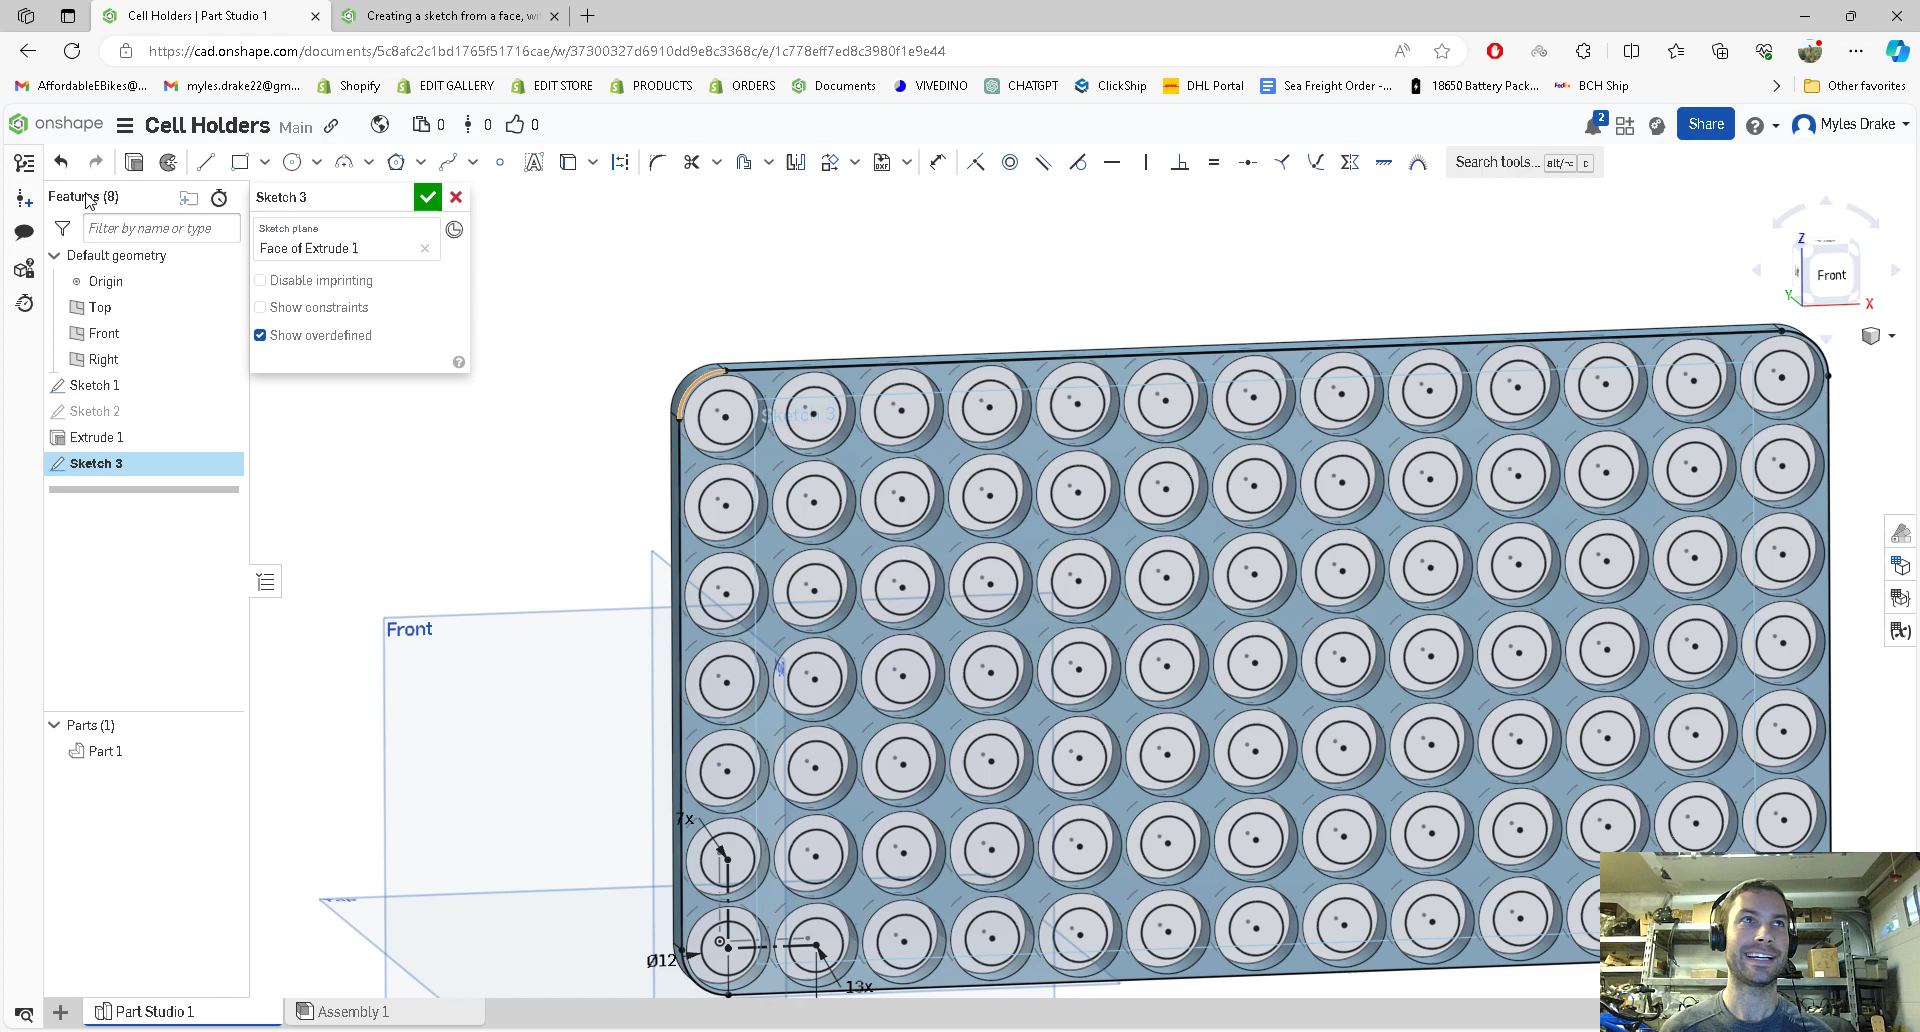 Cell Holders | Part Studio 1
Creating a sketch from a face, wi
https://cad.onshape.com/documents/5c8afc2c1bd1765f51716cae/w/37300327d6910dd9e8c3368c/e/1c778eff7ed8c3980f1e9e44
AffordableEBikes@... myles.drake22@gm... Shopify EDIT GALLERY EDIT STORE PRODUCTS ORDERS Documents VIVEDINO CHATGPT ClickShip DHL Portal Sea Freight Order -... 18650 Battery Pack... BCH Ship Other favorites
onshape Cell Holders Main 0 0 0 2 Share Myles Drake
Search tools... alt/⌥ c
Features (8)
Filter by name or type
Default geometry
Origin
Top
Front
Right
Sketch 1
Sketch 2
Extrude 1
Sketch 3
Parts (1)
Part 1
Sketch 3
Sketch plane
Face of Extrude 1
Disable imprinting
Show constraints
Show overdefined
Z
Front
Y
X
Sketch 3
Front
7x
Top
Ø12
13x
Part Studio 1
Assembly 1